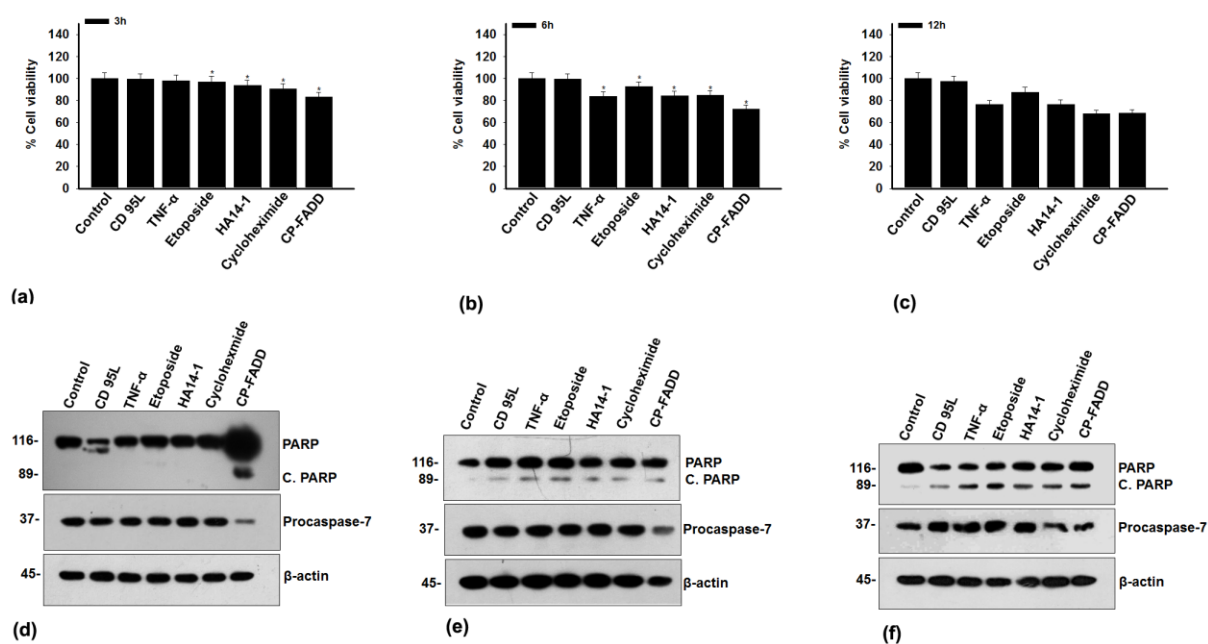 3h
140
120
100
80
60
40
20
0
% Cell viability
* * * *
Control
CD 95L
TNF-α
Etoposide
HA14-1
Cycloheximide
CP-FADD
(a)
6h
140
120
100
80
60
40
20
0
% Cell viability
* * * * *
Control
CD 95L
TNF-α
Etoposide
HA14-1
Cycloheximide
CP-FADD
(b)
12h
140
120
100
80
60
40
20
0
% Cell viability
Control
CD 95L
TNF-α
Etoposide
HA14-1
Cycloheximide
CP-FADD
(c)
Control
CD 95L
TNF-α
Etoposide
HA14-1
Cyclohexmide
CP-FADD
116- PARP
89- C. PARP
37- Procaspase-7
45- β-actin
(d)
Control
CD 95L
TNF-α
Etoposide
HA14-1
Cycloheximide
CP-FADD
116- PARP
89- C. PARP
37- Procaspase-7
45- β-actin
(e)
Control
CD 95L
TNF-α
Etoposide
HA14-1
Cycloheximide
CP-FADD
116- PARP
89- C. PARP
37- Procaspase-7
45- β-actin
(f)